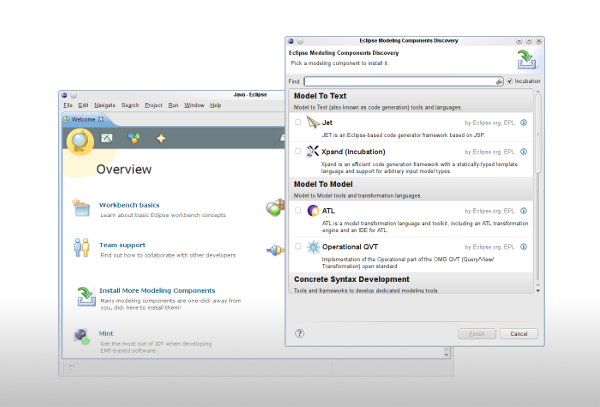 Eclipse Modeling Components Discovery
Eclipse Modeling Components Discovery
Pick a modeling component to install it
Find:
Incubation
Model To Text
Model to Text (also known as code generation) tools and languages.
Jet
by Eclipse.org, EPL
JET is an Eclipse-based code generator framework based on JSP.
Xpand (Incubation)
by Eclipse.org, EPL
Xpand is an efficient code generation framework with a statically-typed template
language and support for arbitrary input model types.
Model To Model
Model to Model tools and transformation languages.
ATL
by Eclipse.org, EPL
ATL is a model transformation language and toolkit, including an ATL transformation
engine and an IDE for ATL.
Operational QVT
by Eclipse.org, EPL
Implementation of the Operational part of the OMG QVT (Query/View/
Transformation) open standard
Concrete Syntax Development
Tools and frameworks to develop dedicated modeling tools.
Finish
Cancel
Java - Eclipse
File Edit Navigate Search Project Run Window Help
Welcome
Overview
Workbench basics
Learn about basic Eclipse workbench concepts
Team support
Find out how to collaborate with other developers
Install More Modeling Components
Many modeling components are one-click away from
you, click here to install them!
Mint
Get the most out of JDT when developing
EMF-based software.